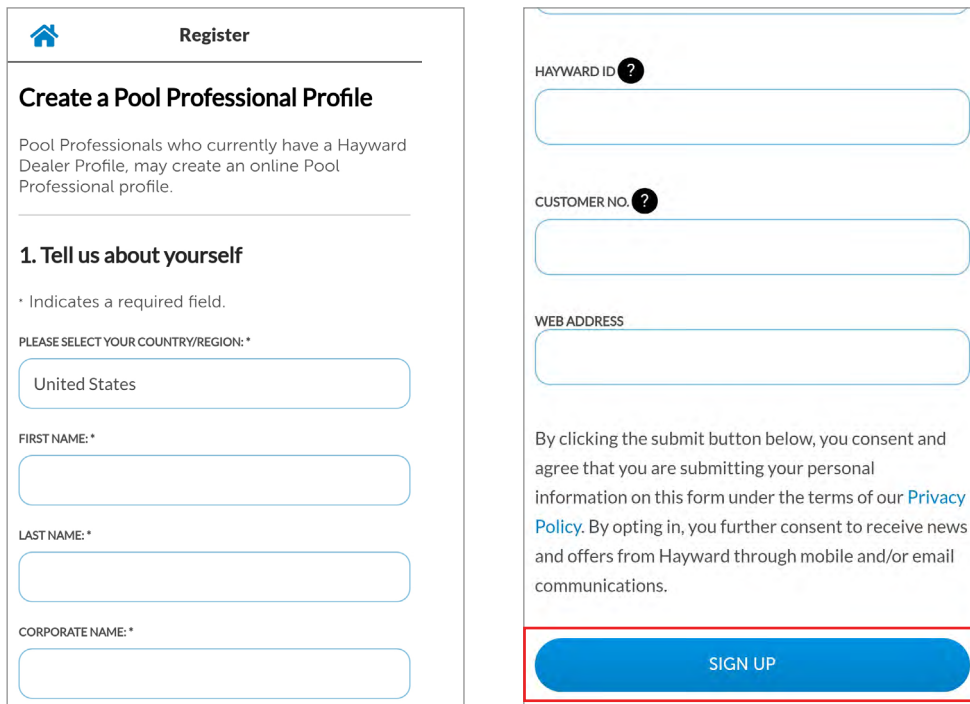 Register
Create a Pool Professional Profile
Pool Professionals who currently have a Hayward
Dealer Profile, may create an online Pool
Professional profile.
1. Tell us about yourself
* Indicates a required field.
PLEASE SELECT YOUR COUNTRY/REGION: *
United States
FIRST NAME: *
LAST NAME: *
CORPORATE NAME: *
HAYWARD ID ?
CUSTOMER NO. ?
WEB ADDRESS
By clicking the submit button below, you consent and
agree that you are submitting your personal
information on this form under the terms of our Privacy
Policy. By opting in, you further consent to receive news
and offers from Hayward through mobile and/or email
communications.
SIGN UP